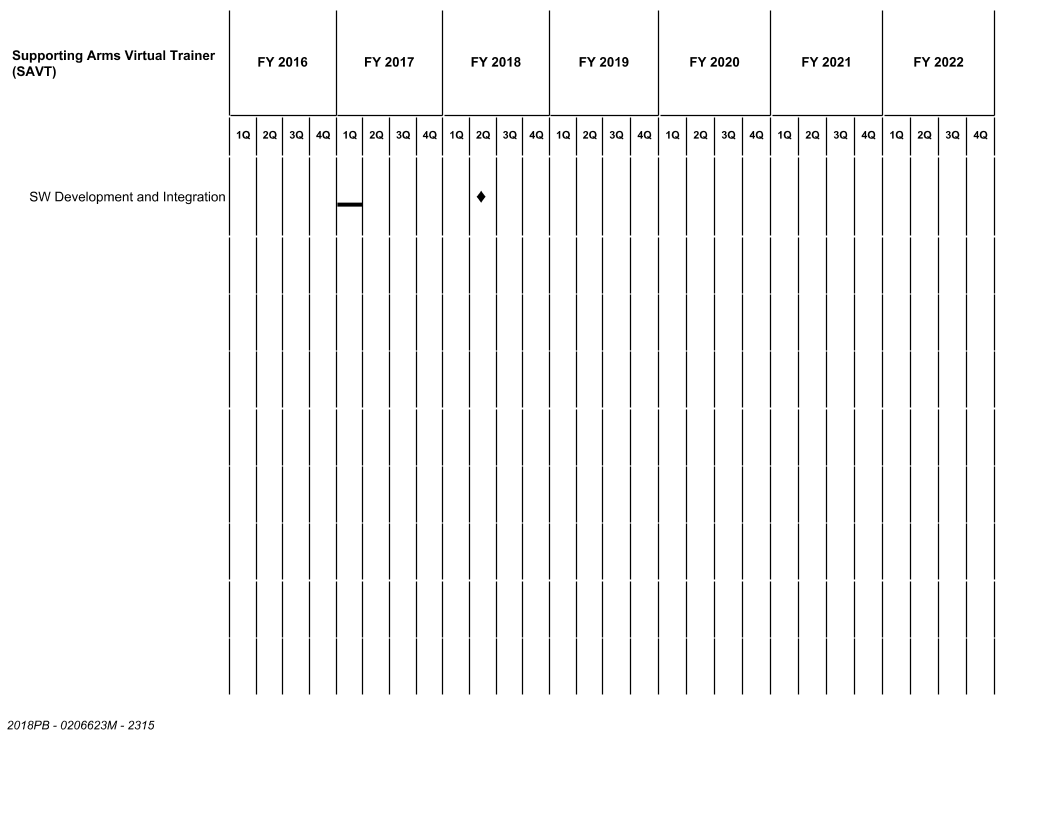 Supporting Arms Virtual Trainer
(SAVT)
FY 2016 FY 2017 FY 2018 FY 2019 FY 2020 FY 2021 FY 2022
1Q 2Q 3Q 4Q 1Q 2Q 3Q 4Q 1Q 2Q 3Q 4Q 1Q 2Q 3Q 4Q 1Q 2Q 3Q 4Q 1Q 2Q 3Q 4Q 1Q 2Q 3Q 4Q
SW Development and Integration
2018PB - 0206623M - 2315